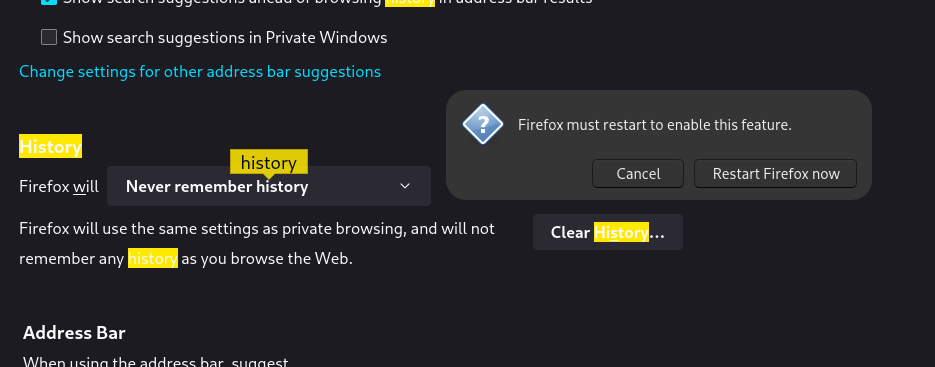 Show search suggestions ahead of browsing history in address bar results
Show search suggestions in Private Windows
Change settings for other address bar suggestions
Firefox must restart to enable this feature.
Cancel
Restart Firefox now
History
history
Firefox will
Never remember history
Firefox will use the same settings as private browsing, and will not
remember any history as you browse the Web.
Clear History...
Address Bar
When using the address bar, suggest